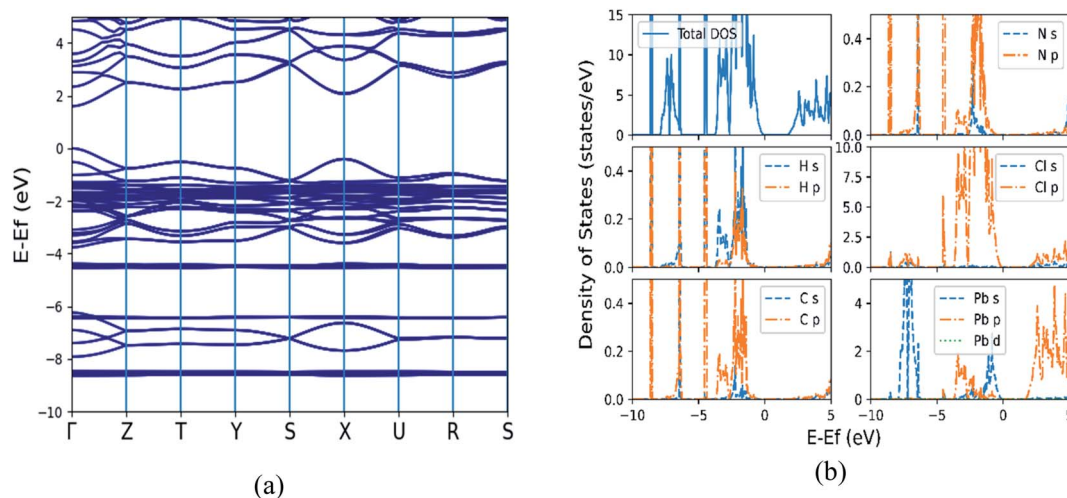 4
2
0
−2
−4
−6
−8
−10
E-Ef (eV)
Γ Z T Y S X U R S
(a)
(b)
Density of States (states/eV)
15
10
5
0
Total DOS
0.4
0.2
0.0
N s
N p
0.4
0.2
0.0
H s
H p
10.0
7.5
5.0
2.5
0.0
Cl s
Cl p
0.4
0.2
0.0
C s
C p
4
2
0
Pb s
Pb p
Pb d
−10 −5 0 5
−10 −5 0 5
E-Ef (eV)